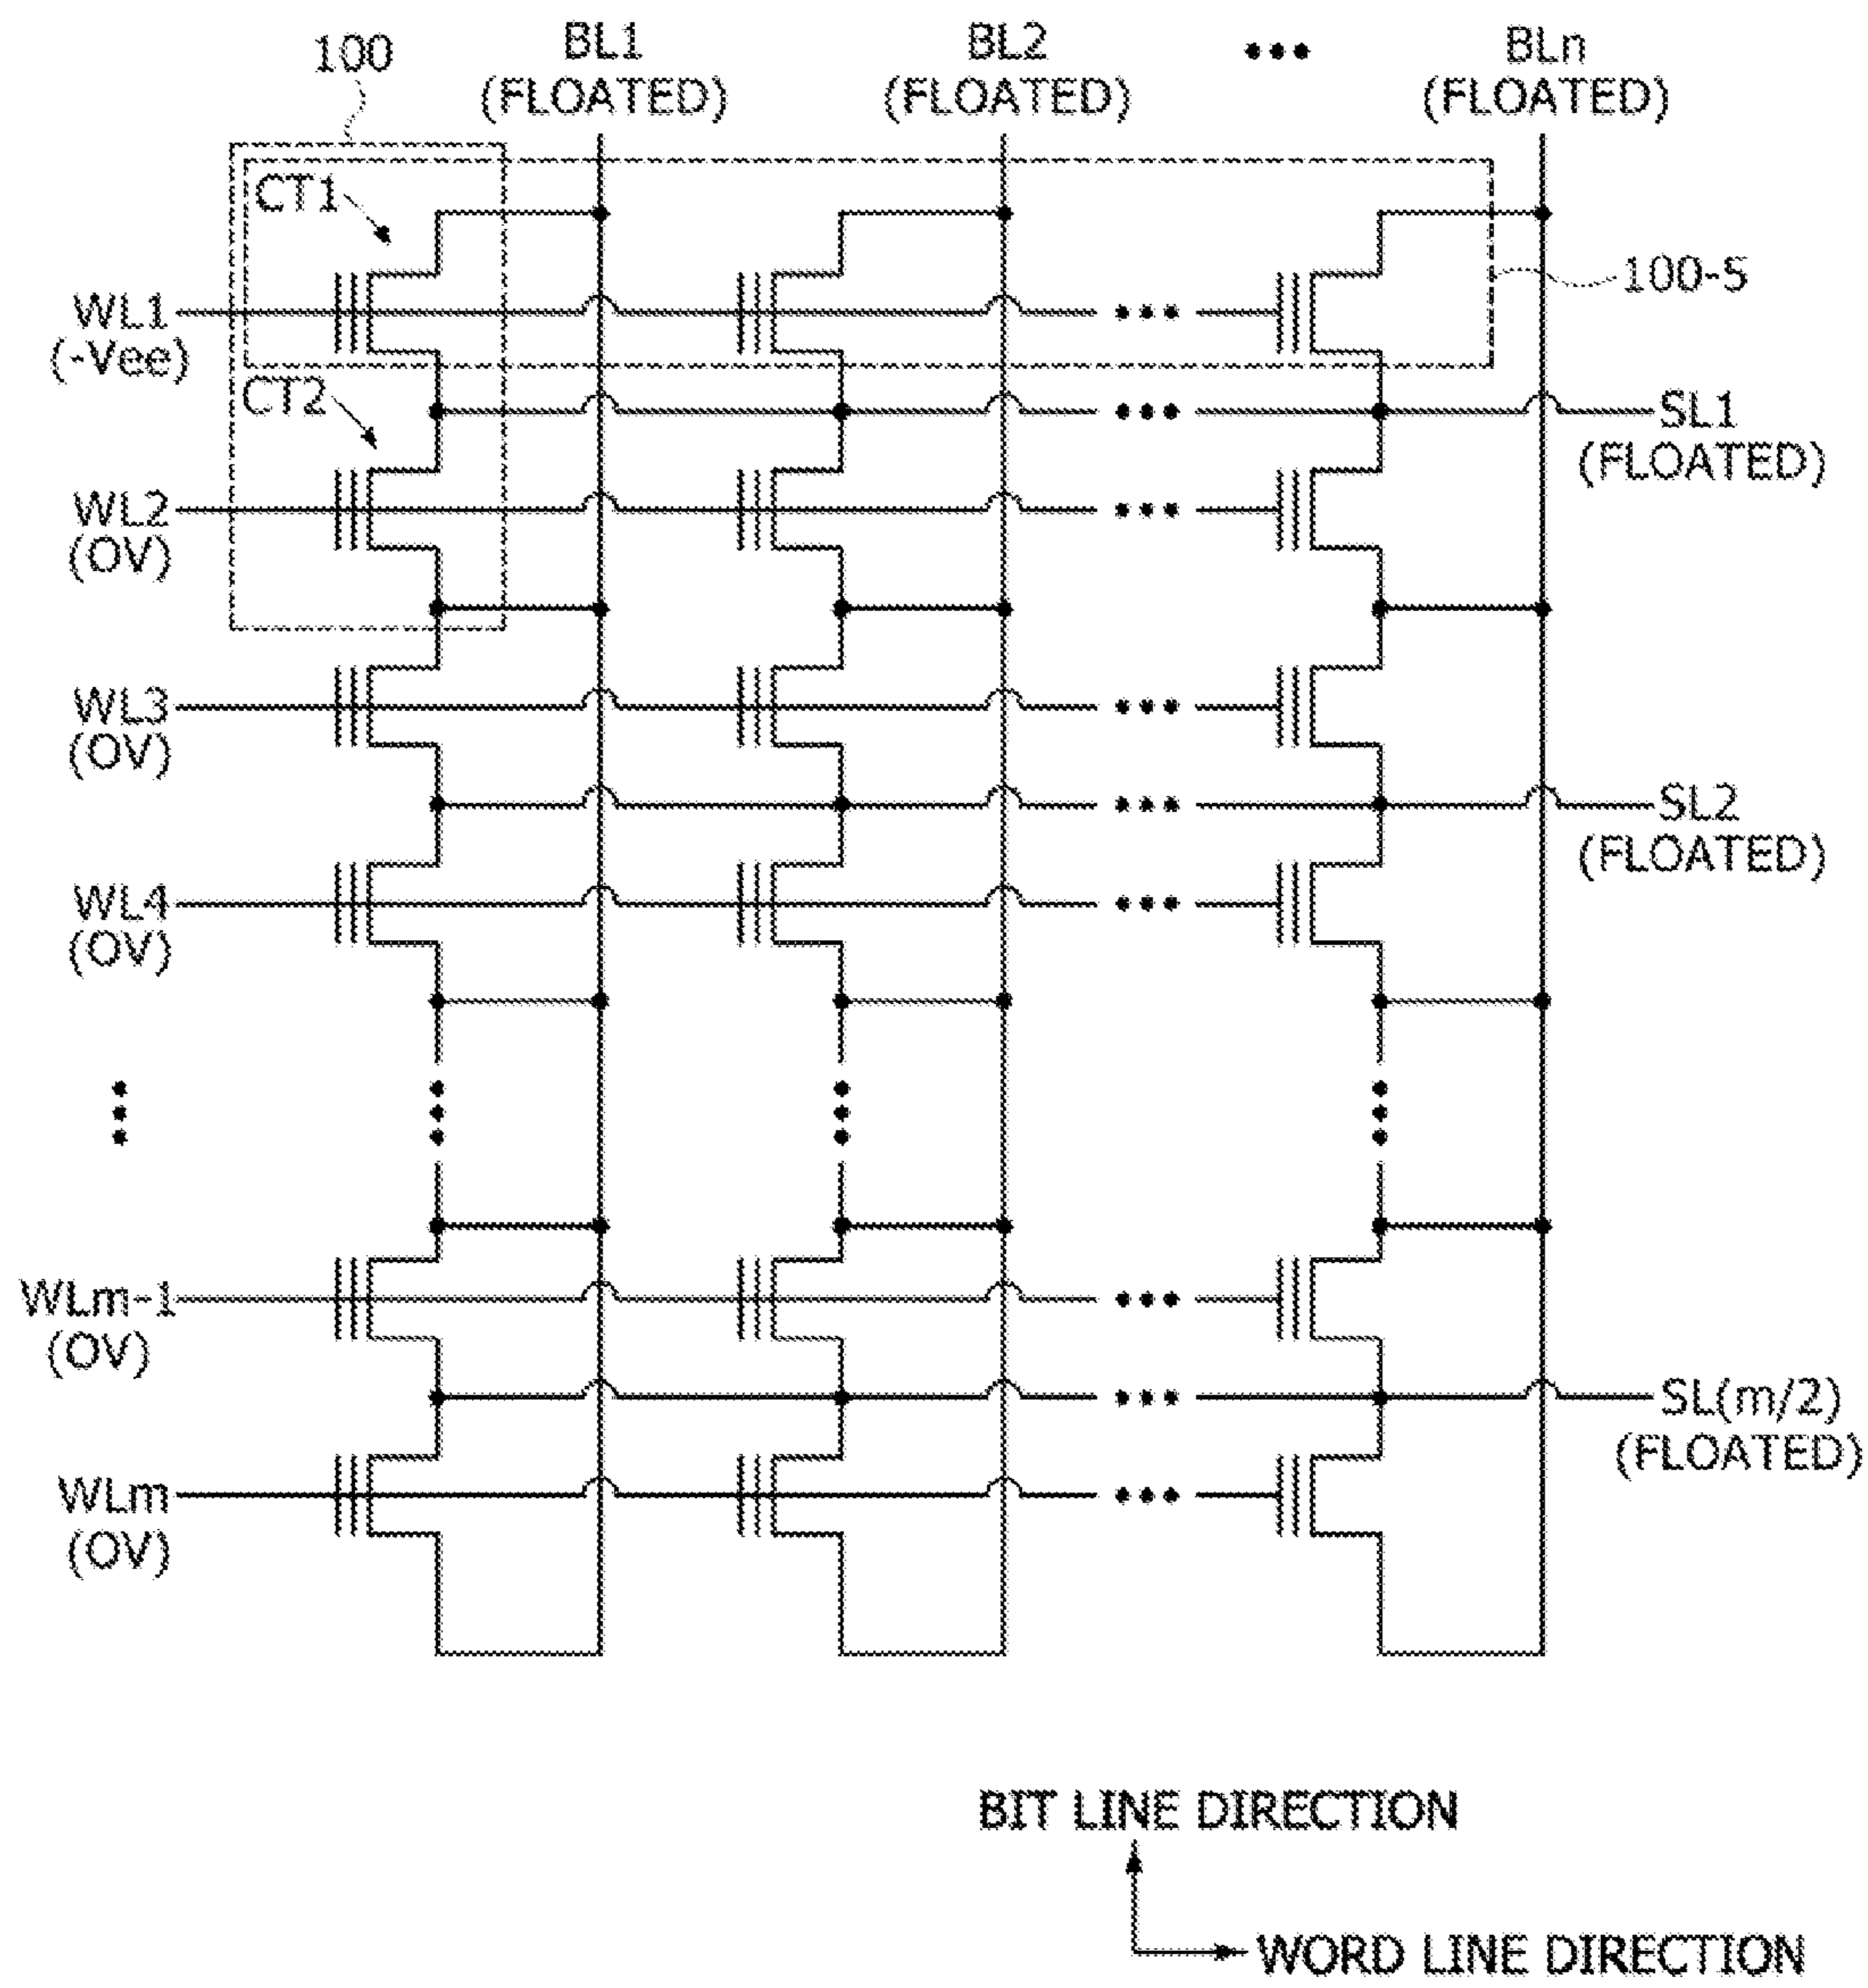 100
BL1
(FLOATED)
BL2
(FLOATED)
BLn
(FLOATED)
CT1
100-5
WL1
(-Vee)
CT2
SL1
(FLOATED)
WL2
(0V)
WL3
(0V)
SL2
(FLOATED)
WL4
(0V)
WLm-1
(0V)
SL(m/2)
(FLOATED)
WLm
(0V)
BIT LINE DIRECTION
WORD LINE DIRECTION